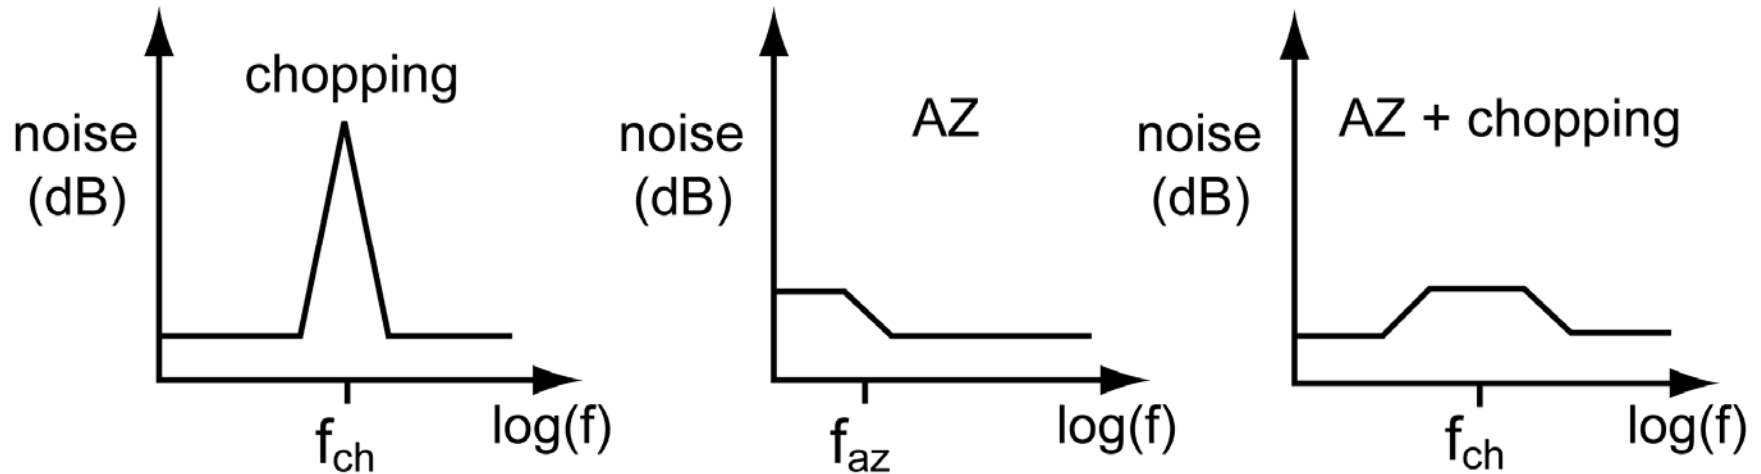 chopping
noise
(dB)
f_ch
log(f)
AZ
noise
(dB)
f_az
log(f)
AZ + chopping
noise
(dB)
f_ch
log(f)